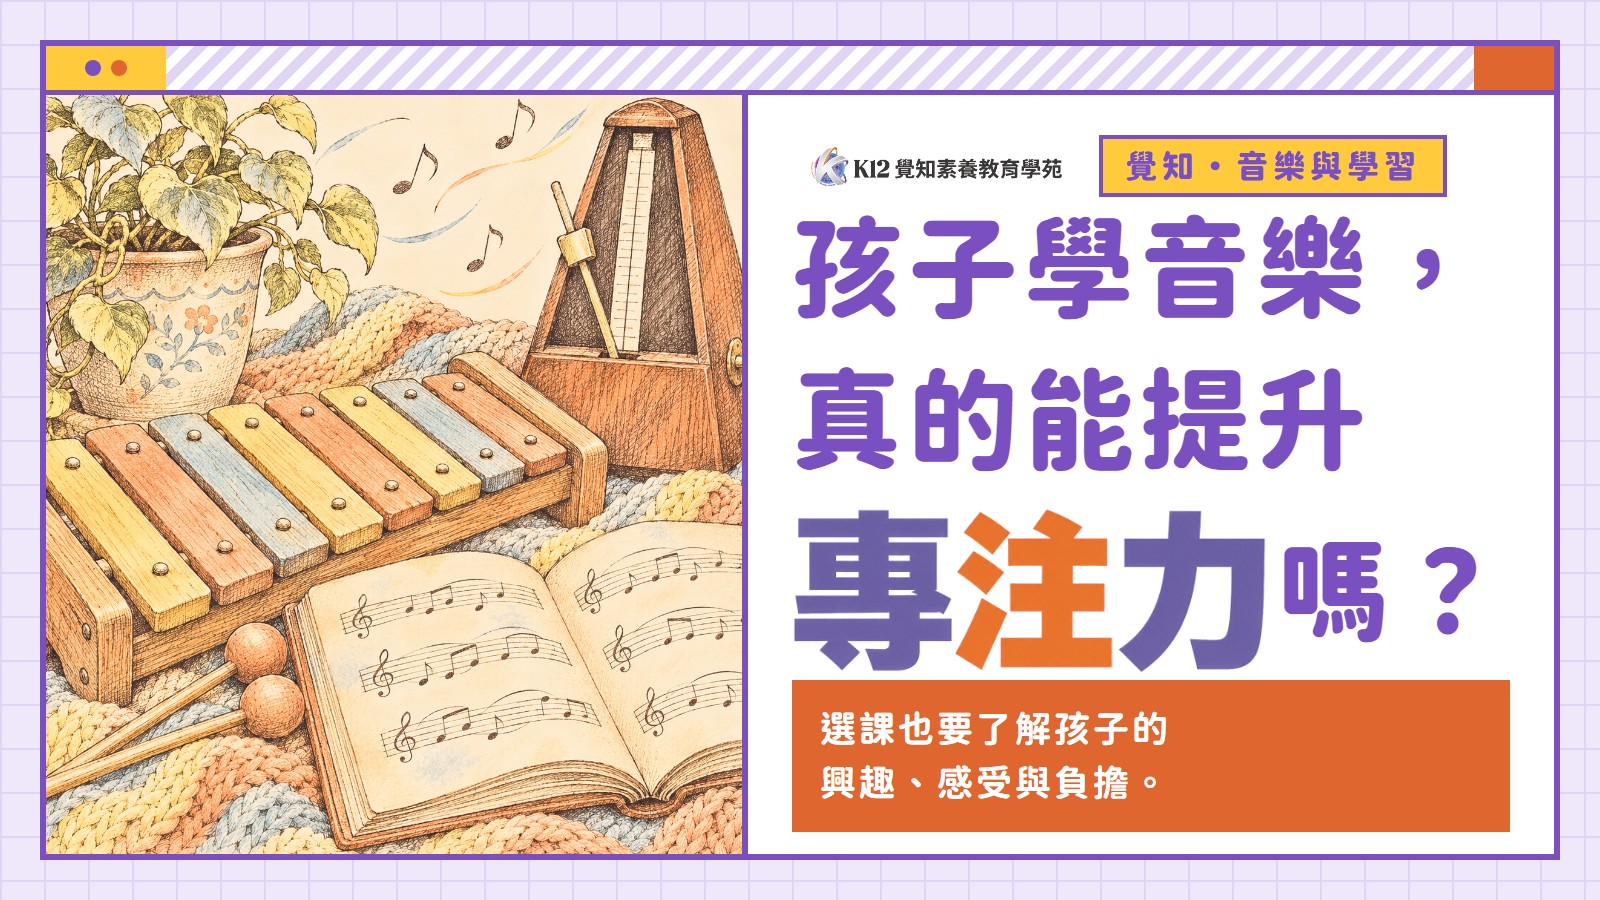 K12 覺知素養教育學苑
覺知・音樂與學習
孩子學音樂，
真的能提升
專注力嗎？
選課也要了解孩子的
興趣、感受與負擔。